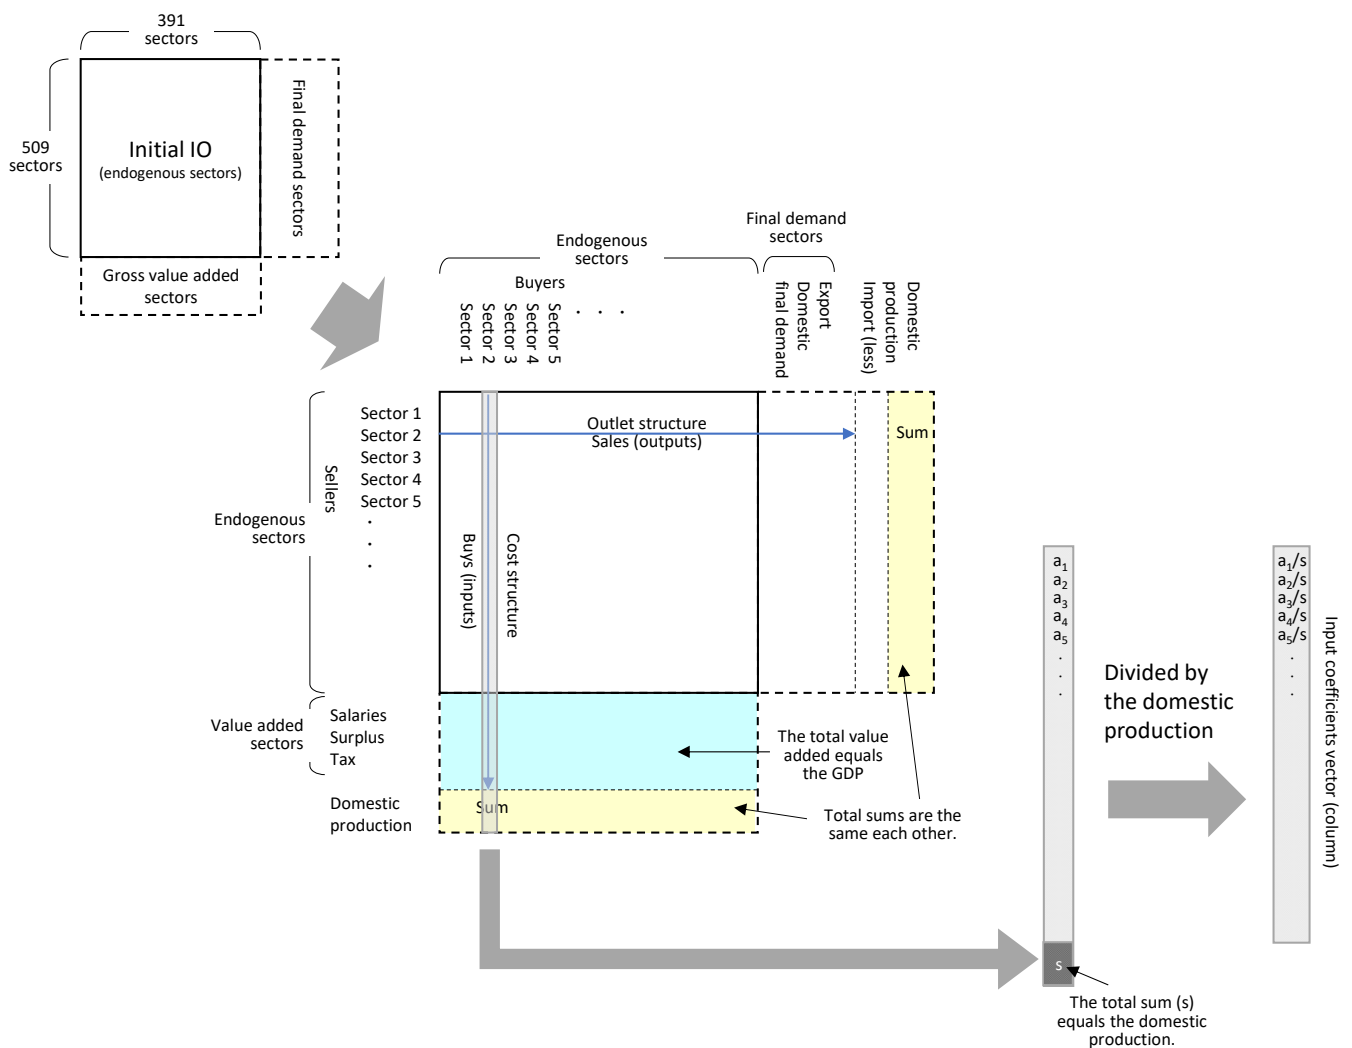 391
sectors
509
sectors
Initial IO
(endogenous sectors)
Final demand sectors
Gross value added
sectors
Endogenous
sectors
Final demand
sectors
Buyers
Sector 1
Sector 2
Sector 3
Sector 4
Sector 5
. . .
Export
Domestic
final demand
Domestic
production
Import (less)
Endogenous
sectors
Sellers
Sector 1
Sector 2
Sector 3
Sector 4
Sector 5
.
.
.
Outlet structure
Sales (outputs)
Sum
Cost structure
Buys (inputs)
Value added
sectors
Salaries
Surplus
Tax
The total value
added equals
the GDP
Domestic
production
Sum
Total sums are the
same each other.
a1
a2
a3
a4
a5
.
.
.
s
The total sum (s)
equals the domestic
production.
Divided by
the domestic
production
a1/s
a2/s
a3/s
a4/s
a5/s
.
.
.
Input coefficients vector (column)